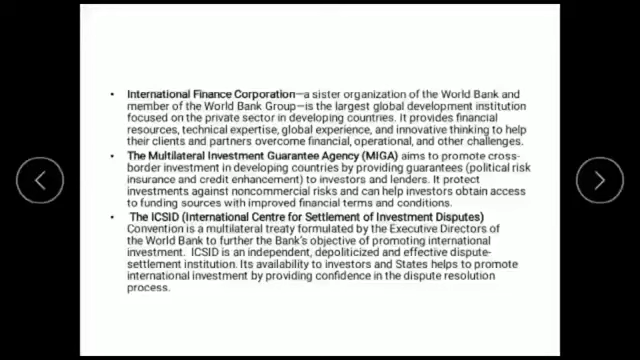 • International Finance Corporation—a sister organization of the World Bank and
member of the World Bank Group—is the largest global development institution
focused on the private sector in developing countries. It provides financial
resources, technical expertise, global experience, and innovative thinking to help
their clients and partners overcome financial, operational, and other challenges.
• The Multilateral Investment Guarantee Agency (MIGA) aims to promote cross-
border investment in developing countries by providing guarantees (political risk
insurance and credit enhancement) to investors and lenders. It protect
investments against noncommercial risks and can help investors obtain access
to funding sources with improved financial terms and conditions.
• The ICSID (International Centre for Settlement of Investment Disputes)
Convention is a multilateral treaty formulated by the Executive Directors of
the World Bank to further the Bank's objective of promoting international
investment. ICSID is an independent, depoliticized and effective dispute-
settlement institution. Its availability to investors and States helps to promote
international investment by providing confidence in the dispute resolution
process.